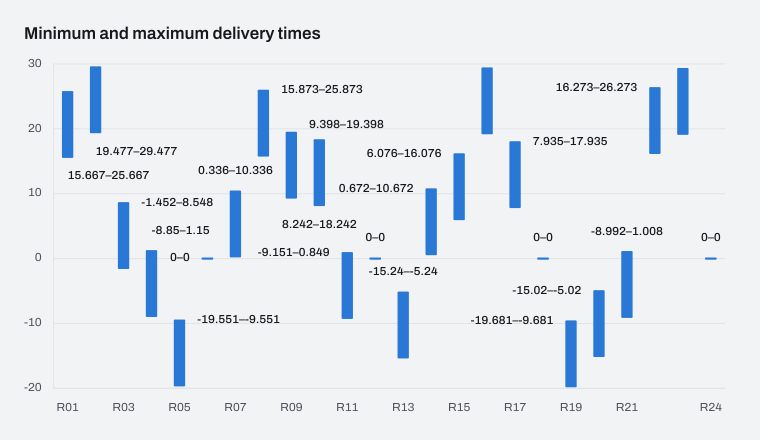 Minimum and maximum delivery times
30
20
10
0
-10
-20
15.873–25.873
16.273–26.273
9.398–19.398
7.935–17.935
19.477–29.477
6.076–16.076
15.667–25.667
0.336–10.336
0.672–10.672
-1.452–8.548
8.242–18.242
-8.85–1.15
-8.992–1.008
0–0
0–0
0–0
-9.151–0.849
0–0
-15.24–-5.24
-15.02–-5.02
-19.551–-9.551
-19.681–-9.681
R01
R03
R05
R07
R09
R11
R13
R15
R17
R19
R21
R24